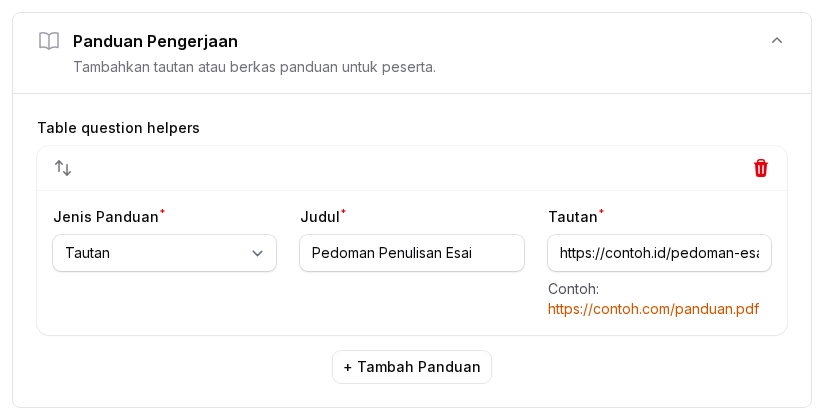 Panduan Pengerjaan
Tambahkan tautan atau berkas panduan untuk peserta.
Table question helpers
Jenis Panduan*
Judul*
Tautan*
Tautan
Pedoman Penulisan Esai
https://contoh.id/pedoman-esa
Contoh:
https://contoh.com/panduan.pdf
+ Tambah Panduan